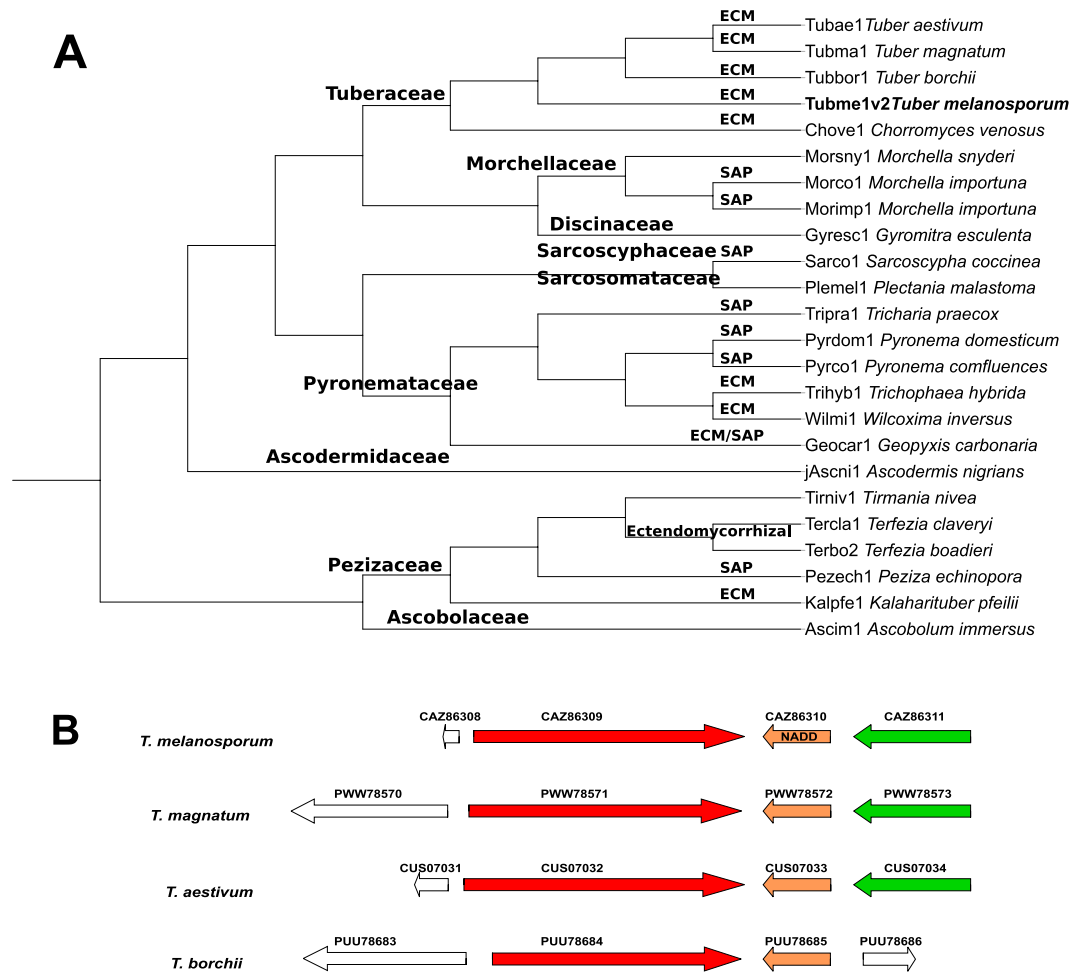 A
ECM
Tubae1 Tuber aestivum
ECM
Tubma1 Tuber magnatum
ECM
Tubbor1 Tuber borchii
Tuberaceae
ECM
Tubme1v2Tuber melanosporum
ECM
Chove1 Chorromyces venosus
Morchellaceae
Morsny1 Morchella snyderi
SAP
Morco1 Morchella importuna
SAP
Morimp1 Morchella importuna
Discinaceae
Gyresc1 Gyromitra esculenta
Sarcoscyphaceae SAP
Sarco1 Sarcoscypha coccinea
Sarcosomataceae
Plemel1 Plectania malastoma
SAP
Tripra1 Tricharia praecox
SAP
Pyrdom1 Pyronema domesticum
SAP
Pyrco1 Pyronema comfluences
Pyronemataceae
ECM
Trihyb1 Trichophaea hybrida
ECM
Wilmi1 Wilcoxima inversus
ECM/SAP
Geocar1 Geopyxis carbonaria
Ascodermidaceae
jAscni1 Ascodermis nigrians
Tirniv1 Tirmania nivea
Ectendomycorrhizal
Tercla1 Terfezia claveryi
Terbo2 Terfezia boadieri
Pezizaceae
SAP
Pezech1 Peziza echinopora
ECM
Kalpfe1 Kalaharituber pfeilii
Ascobolaceae
Ascim1 Ascobolum immersus
B
CAZ86308 CAZ86309 CAZ86310 CAZ86311
T. melanosporum NADD
PWW78570 PWW78571 PWW78572 PWW78573
T. magnatum
CUS07031 CUS07032 CUS07033 CUS07034
T. aestivum
PUU78683 PUU78684 PUU78685 PUU78686
T. borchii